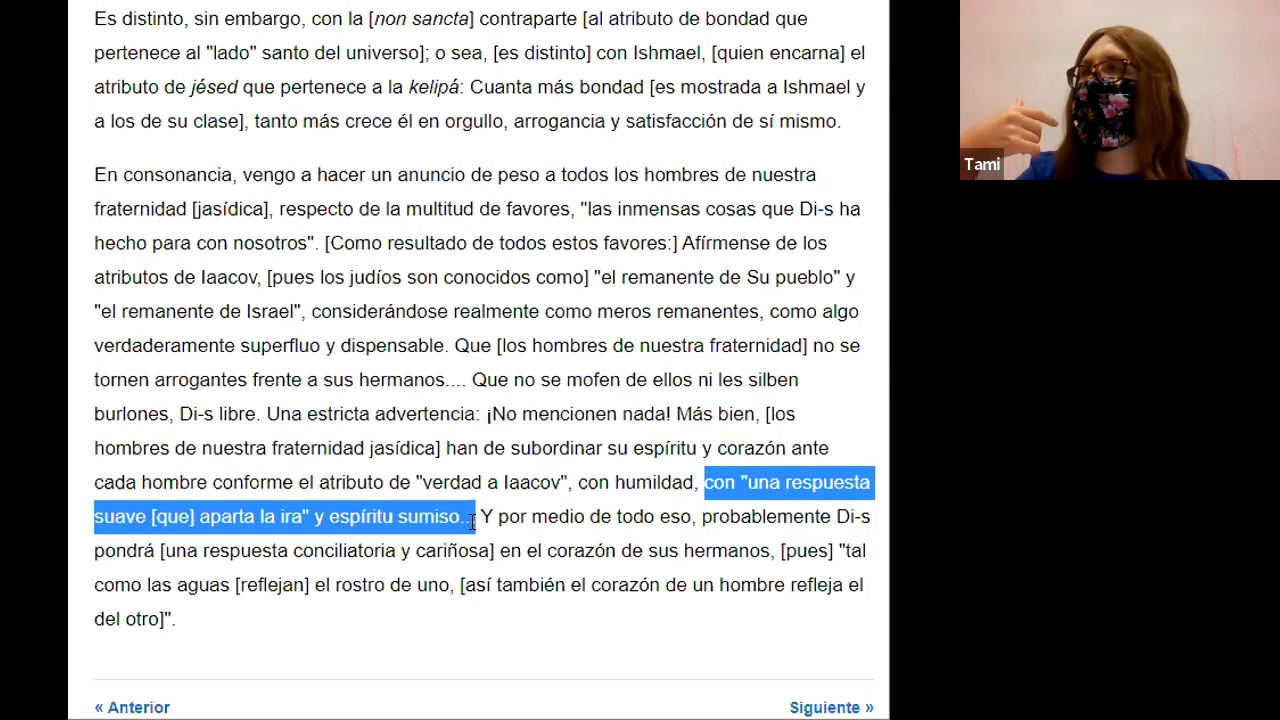 Es distinto, sin embargo, con la [non sancta] contraparte [al atributo de bondad que
pertenece al "lado" santo del universo]; o sea, [es distinto] con Ishmael, [quien encarna] el
atributo de jésed que pertenece a la kelipá: Cuanta más bondad [es mostrada a Ishmael y
a los de su clase], tanto más crece él en orgullo, arrogancia y satisfacción de sí mismo.
En consonancia, vengo a hacer un anuncio de peso a todos los hombres de nuestra
fraternidad [jasídica], respecto de la multitud de favores, "las inmensas cosas que Di-s ha
hecho para con nosotros". [Como resultado de todos estos favores:] Afírmense de los
atributos de Iaacov, [pues los judíos son conocidos como] "el remanente de Su pueblo" y
"el remanente de Israel", considerándose realmente como meros remanentes, como algo
verdaderamente superfluo y dispensable. Que [los hombres de nuestra fraternidad] no se
tornen arrogantes frente a sus hermanos.... Que no se mofen de ellos ni les silben
burlones, Di-s libre. Una estricta advertencia: ¡No mencionen nada! Más bien, [los
hombres de nuestra fraternidad jasídica] han de subordinar su espíritu y corazón ante
cada hombre conforme el atributo de "verdad a Iaacov", con humildad, con "una respuesta
suave [que] aparta la ira" y espíritu sumiso... Y por medio de todo eso, probablemente Di-s
pondrá [una respuesta conciliatoria y cariñosa] en el corazón de sus hermanos, [pues] "tal
como las aguas [reflejan] el rostro de uno, [así también el corazón de un hombre refleja el
del otro]".
« Anterior
Siguiente »
Tami